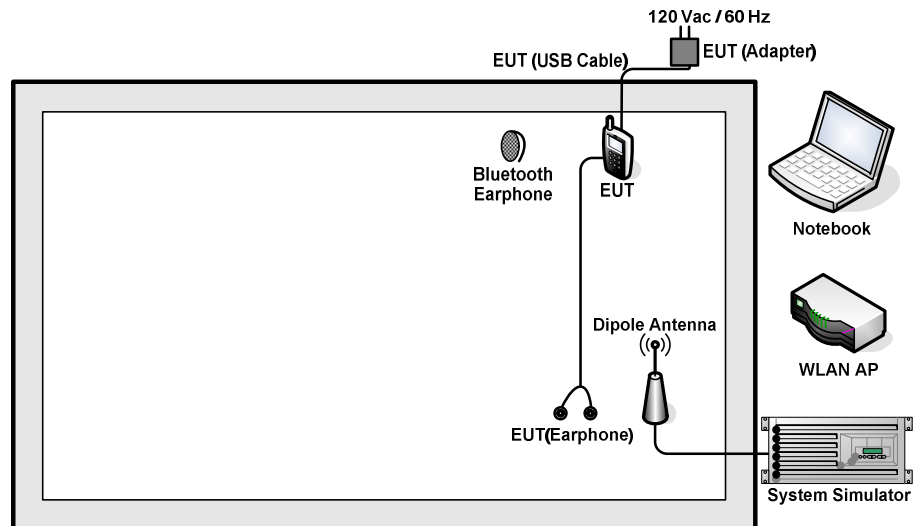 120 Vac / 60 Hz
EUT (USB Cable)
EUT (Adapter)
Bluetooth
Earphone
EUT
Notebook
Dipole Antenna
WLAN AP
EUT(Earphone)
System Simulator